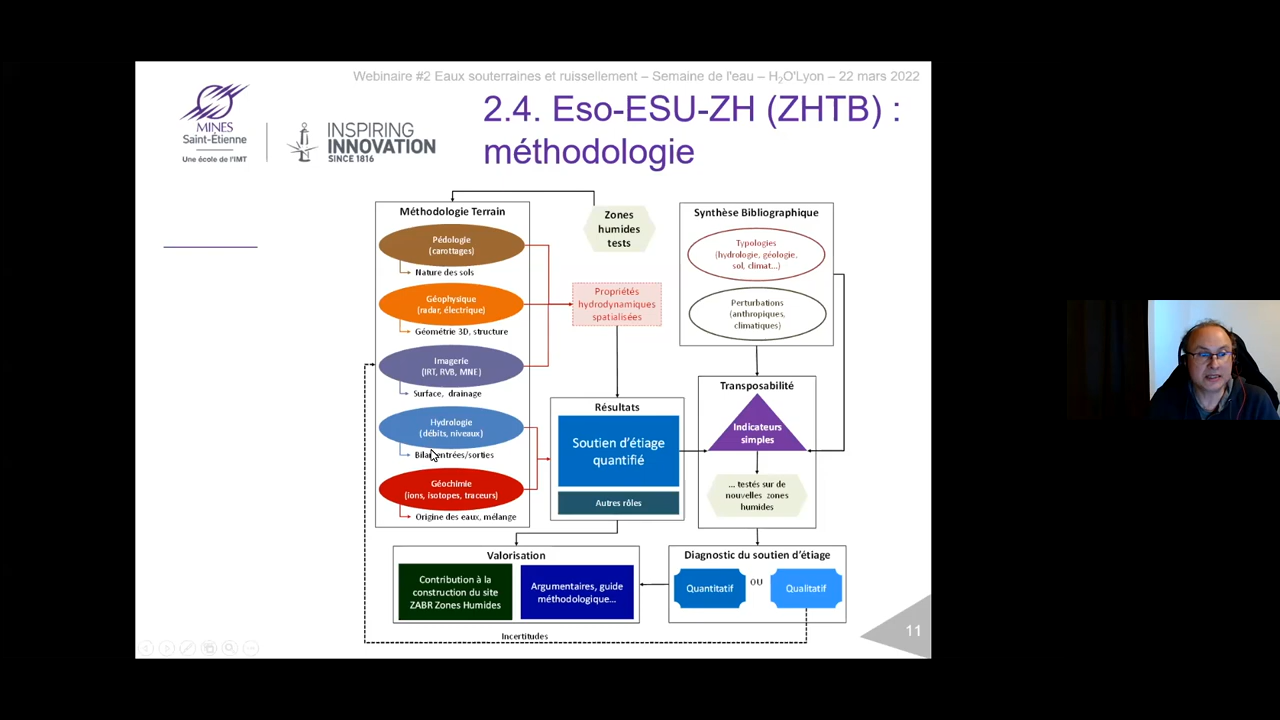 Webinaire #2 Eaux souterraines et ruissellement – Semaine de l'eau – H2O'Lyon – 22 mars 2022
MINES
Saint-Étienne
Une école de l'IMT
INSPIRING
INNOVATION
SINCE 1816
2.4. Eso-ESU-ZH (ZHTB) :
méthodologie
Méthodologie Terrain
Pédologie
(carottages)
Nature des sols
Géophysique
(radar, électrique)
Géométrie 3D, structure
Imagerie
(IRT, RVB, MNE)
Surface, drainage
Hydrologie
(débits, niveaux)
Bilan entrées/sorties
Géochimie
(ions, isotopes, traceurs)
Origine des eaux, mélange
Zones
humides
tests
Propriétés
hydrodynamiques
spatialisées
Synthèse Bibliographique
Typologies
(hydrologie, géologie,
sol, climat...)
Perturbations
(anthropiques,
climatiques)
Résultats
Soutien d'étiage
quantifié
Autres rôles
Transposabilité
Indicateurs
simples
... testés sur de
nouvelles zones
humides
Valorisation
Contribution à la
construction du site
ZABR Zones Humides
Argumentaires, guide
méthodologique...
Diagnostic du soutien d'étiage
Quantitatif
OU
Qualitatif
Incertitudes
11